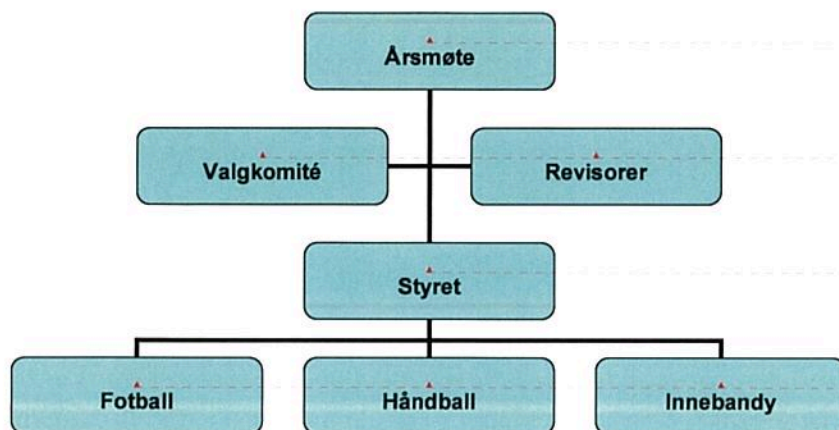 Årsmøte
Valgkomité
Revisorer
Styret
Fotball
Håndball
Innebandy